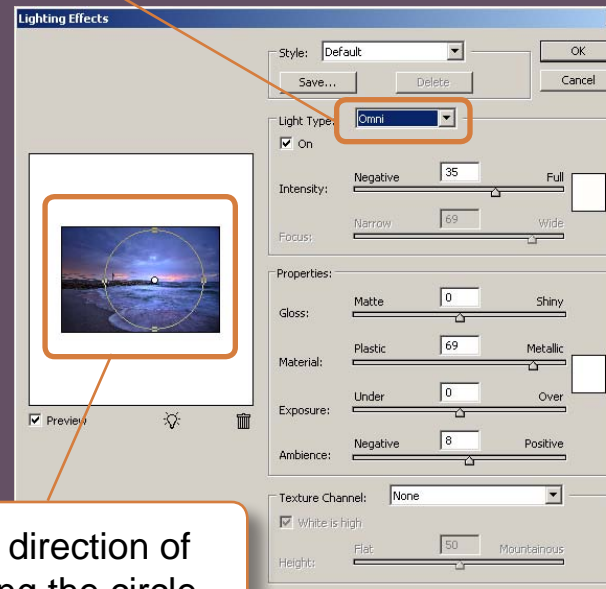 Lighting Effects
Style: Default
OK
Save... Delete
Cancel
Light Type: Omni
On
Intensity: Negative 35 Full
Focus: Narrow 69 Wide
Properties:
Gloss: Matte 0 Shiny
Material: Plastic 69 Metallic
Exposure: Under 0 Over
Ambience: Negative 8 Positive
Preview
Texture Channel: None
White is high
Height: Flat 50 Mountainous
direction of
the circle